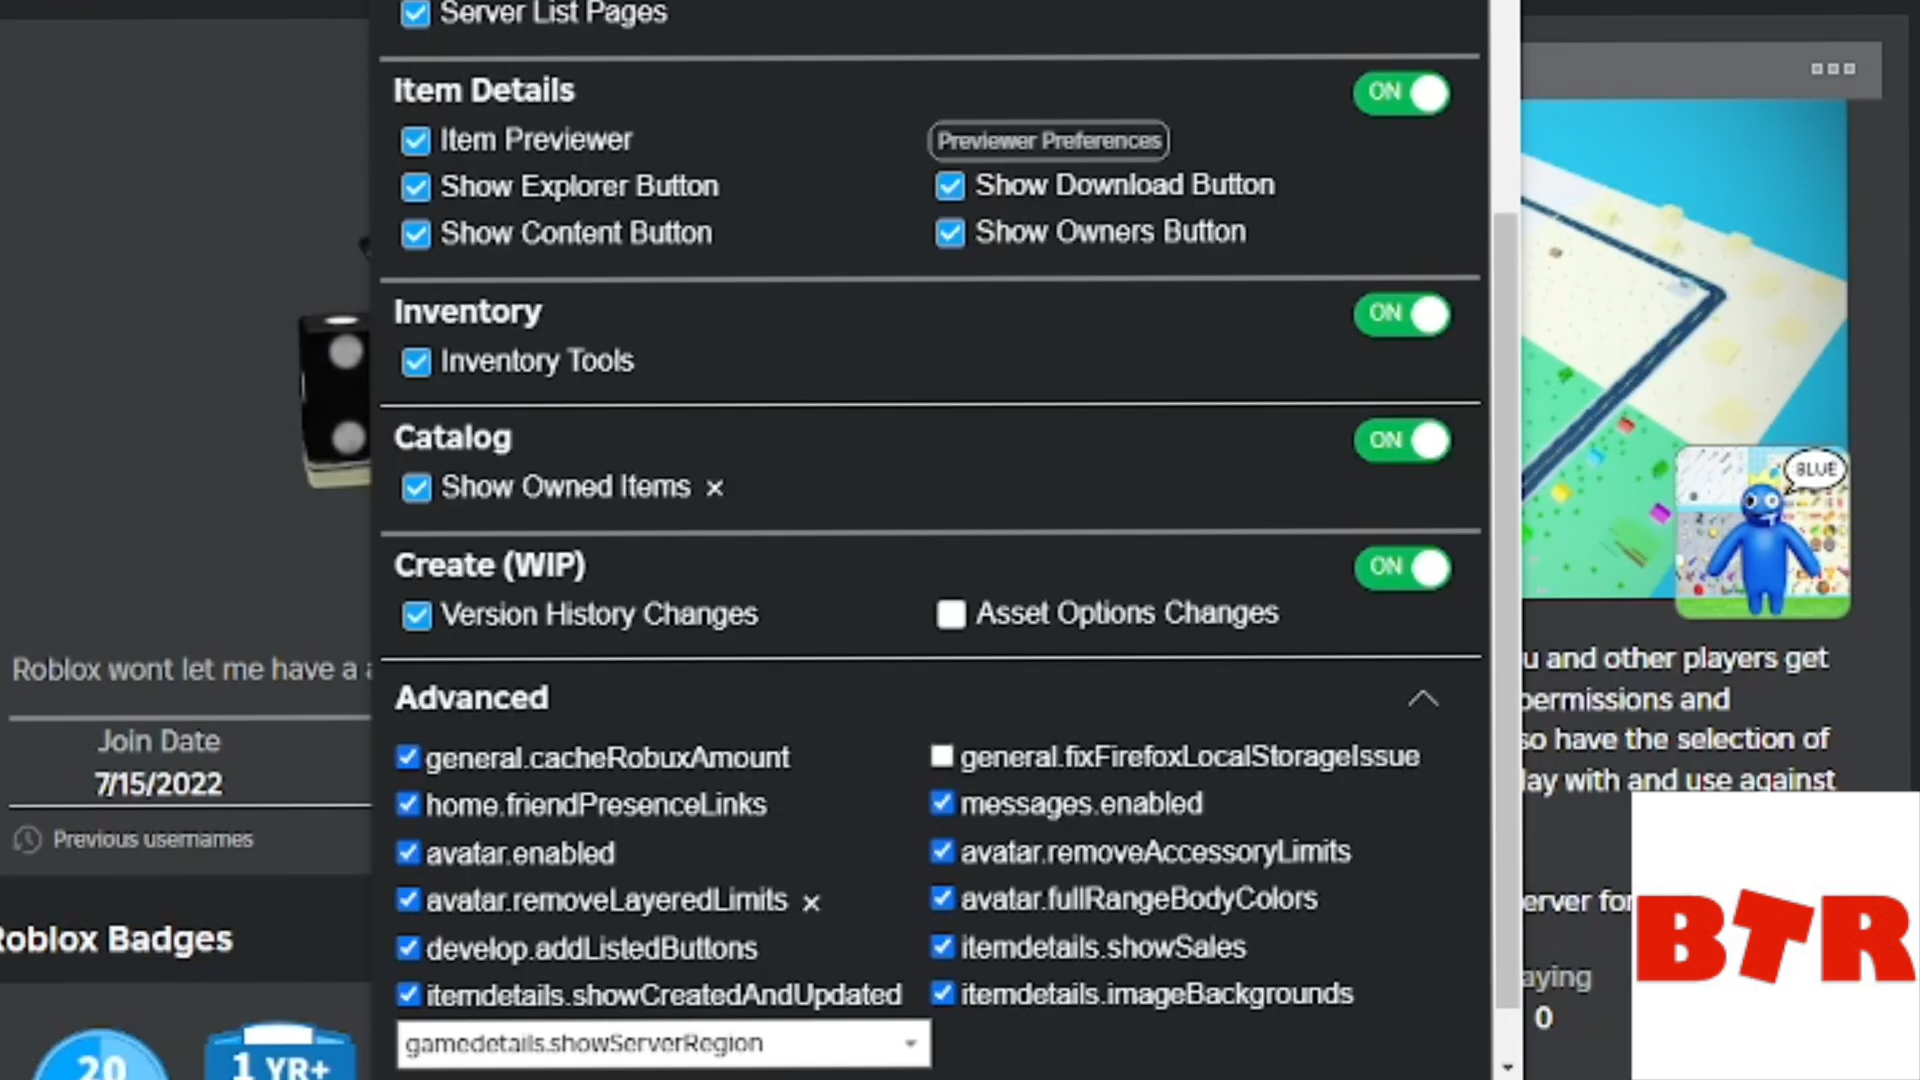 Server List Pages
Item Details
ON
Item Previewer
Previewer Preferences
Show Explorer Button
Show Download Button
Show Content Button
Show Owners Button
Inventory
ON
Inventory Tools
Catalog
ON
Show Owned Items ×
Create (WIP)
ON
Version History Changes
Asset Options Changes
Advanced
general.cacheRobuxAmount
general.fixFirefoxLocalStorageIssue
home.friendPresenceLinks
messages.enabled
avatar.enabled
avatar.removeAccessoryLimits
avatar.removeLayeredLimits ×
avatar.fullRangeBodyColors
develop.addListedButtons
itemdetails.showSales
itemdetails.showCreatedAndUpdated
itemdetails.imageBackgrounds
gamedetails.showServerRegion
Roblox wont let me have a a
Join Date
7/15/2022
Previous usernames
Roblox Badges
20
1 YR+
BLUE
u and other players get
permissions and
so have the selection of
lay with and use against
erver for
aying
0
BTR